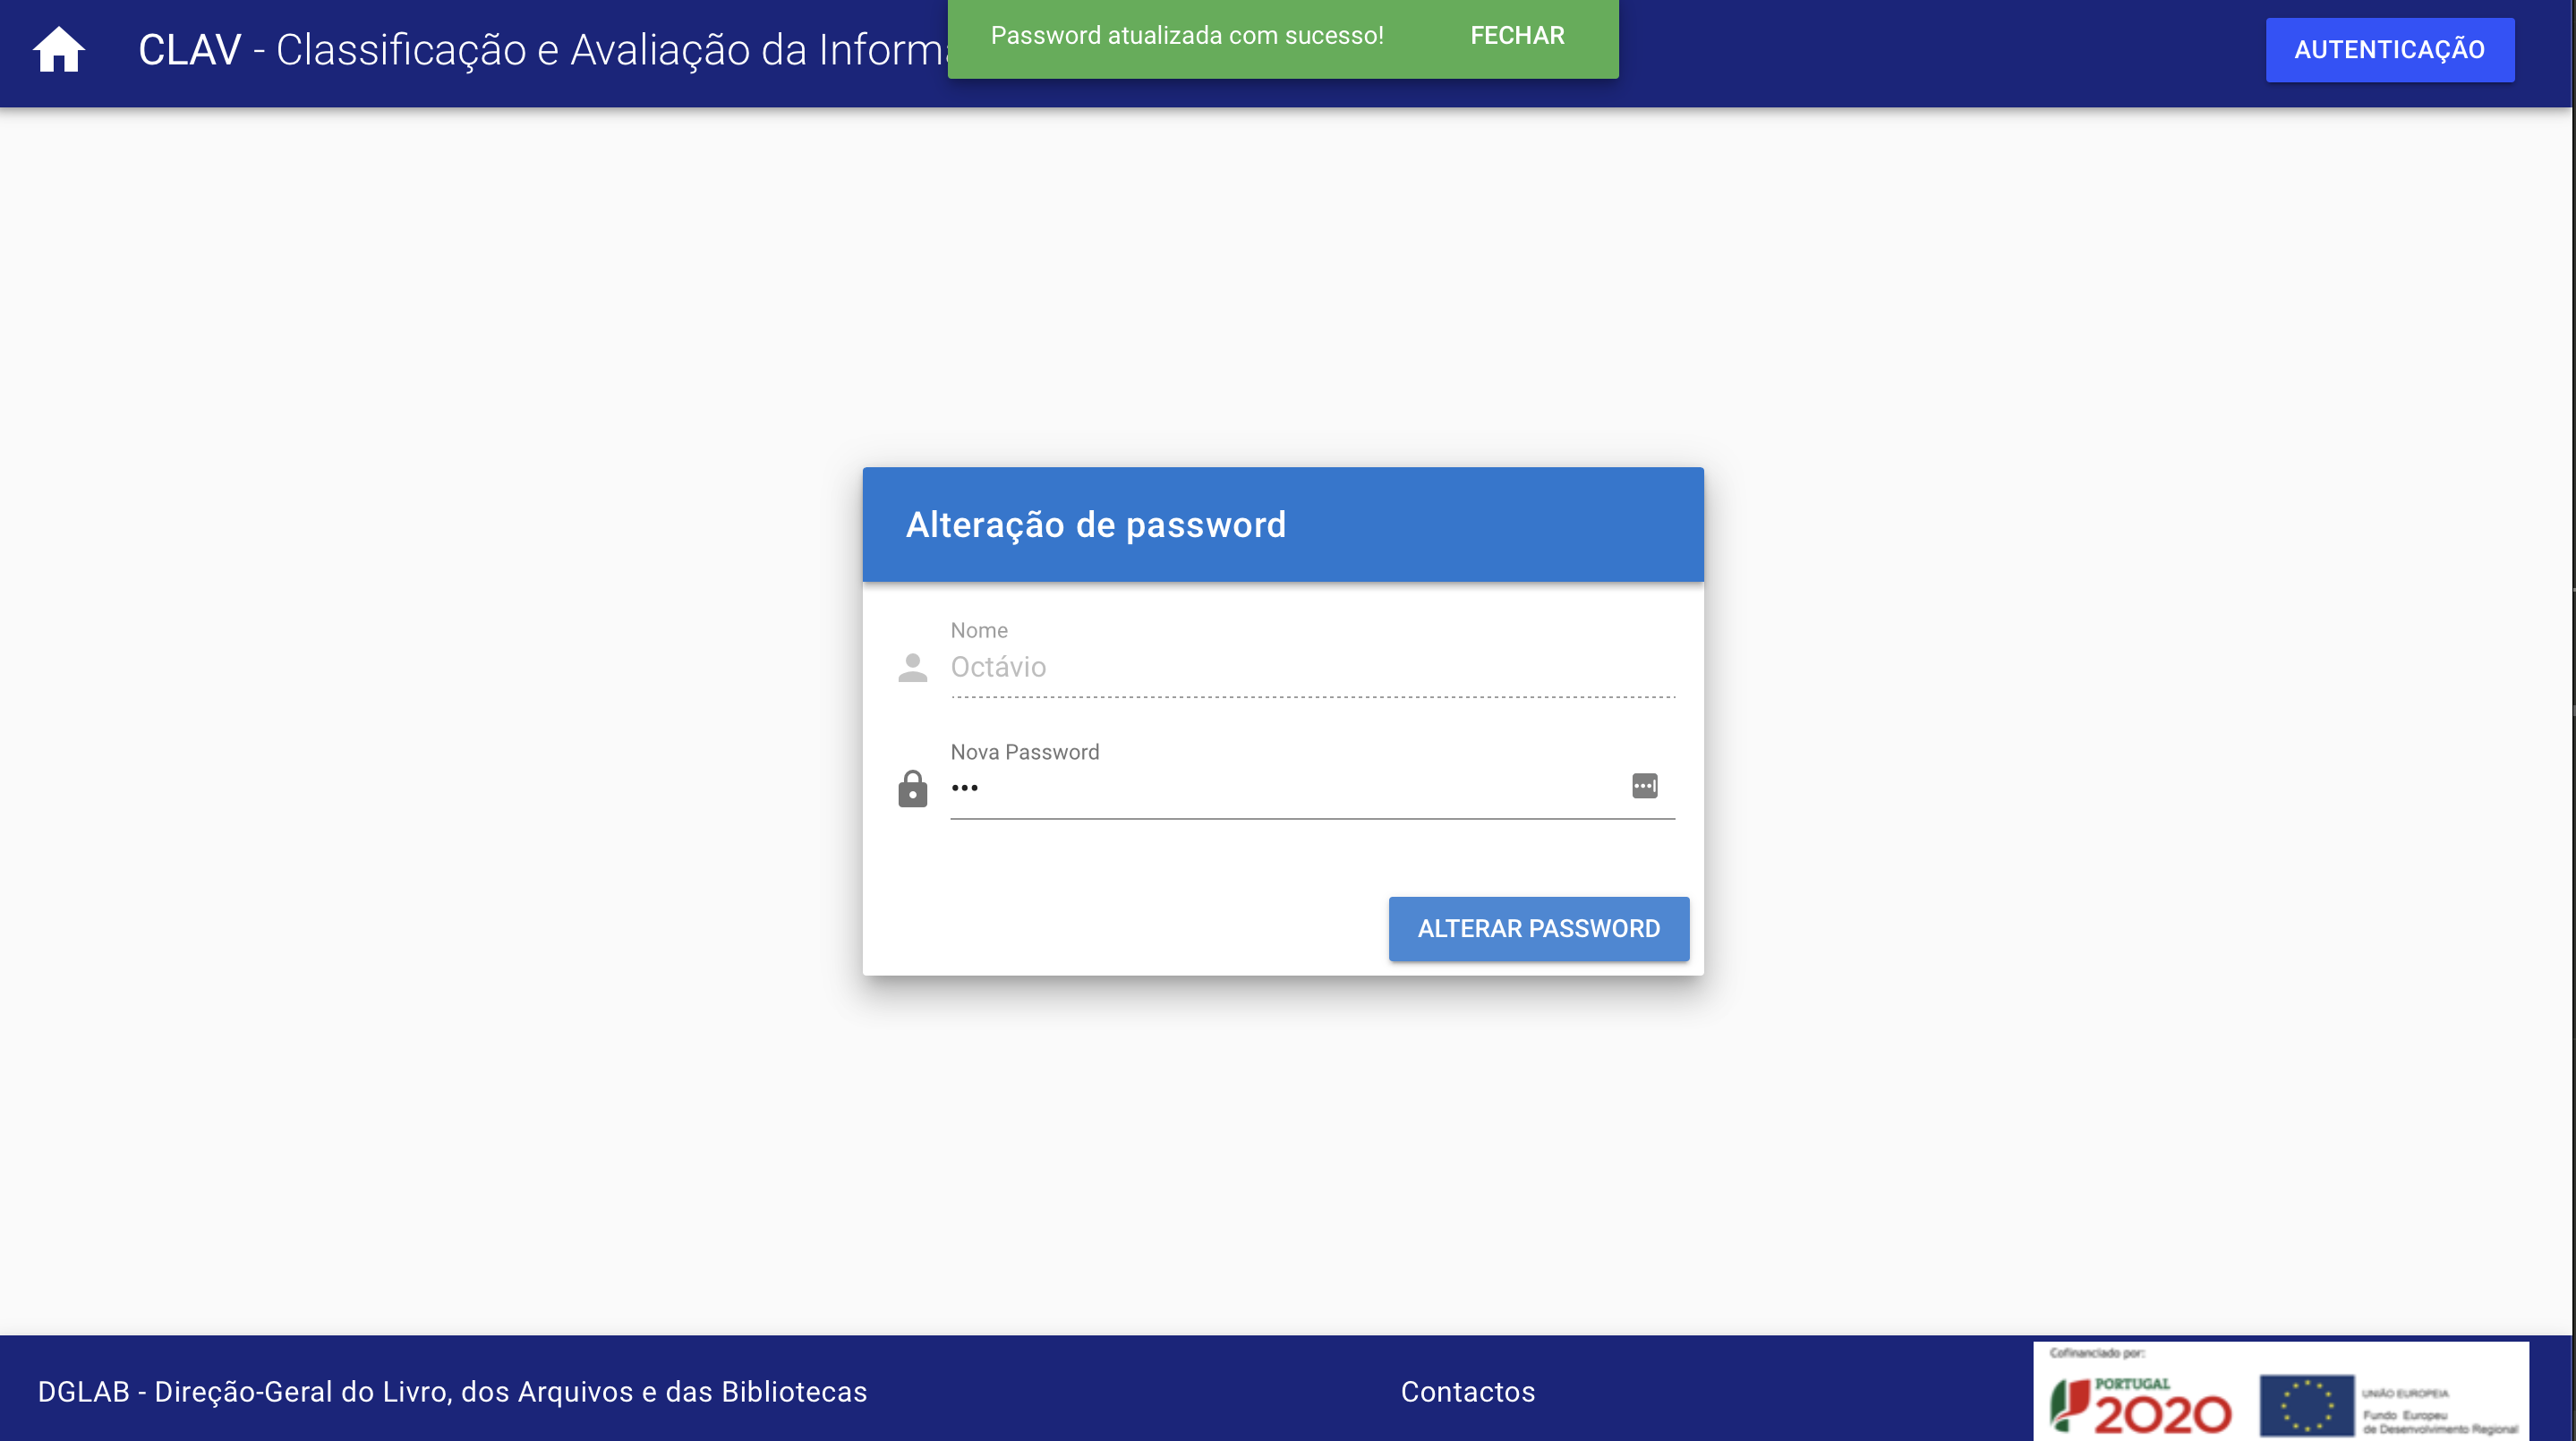 CLAV - Classificação e Avaliação da Inform
Password atualizada com sucesso! FECHAR
AUTENTICAÇÃO
Alteração de password
Nome
Octávio
Nova Password
•••
ALTERAR PASSWORD
DGLAB - Direção-Geral do Livro, dos Arquivos e das Bibliotecas
Contactos
Cofinanciado por:
PORTUGAL
2020
UNIÃO EUROPEIA
Fundo Europeu
de Desenvolvimento Regional